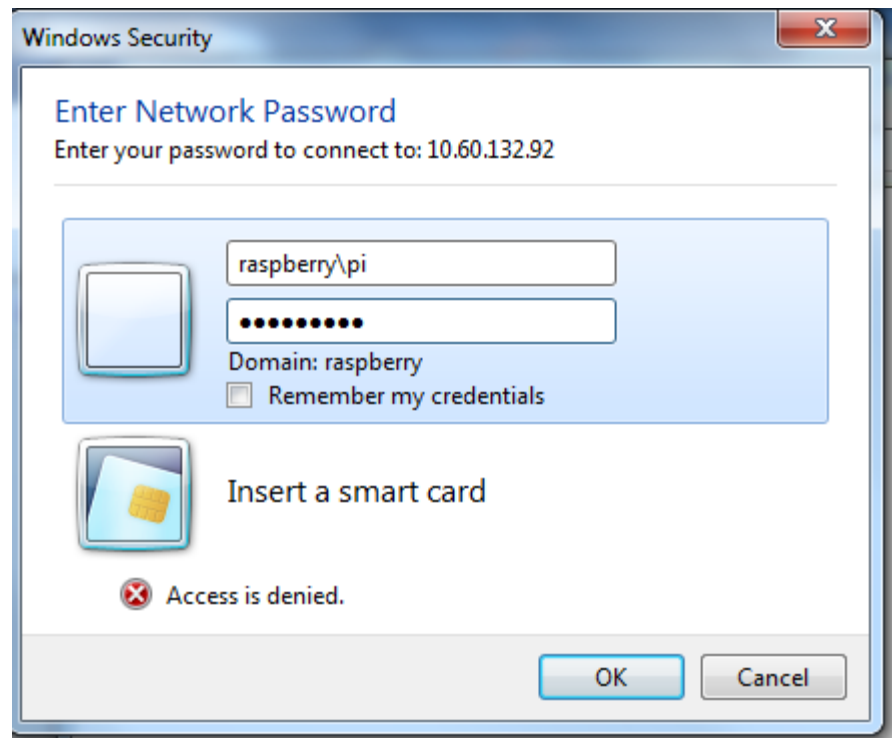 Windows Security
Enter Network Password
Enter your password to connect to: 10.60.132.92
raspberry\pi
●●●●●●●●●
Domain: raspberry
Remember my credentials
Insert a smart card
Access is denied.
OK
Cancel